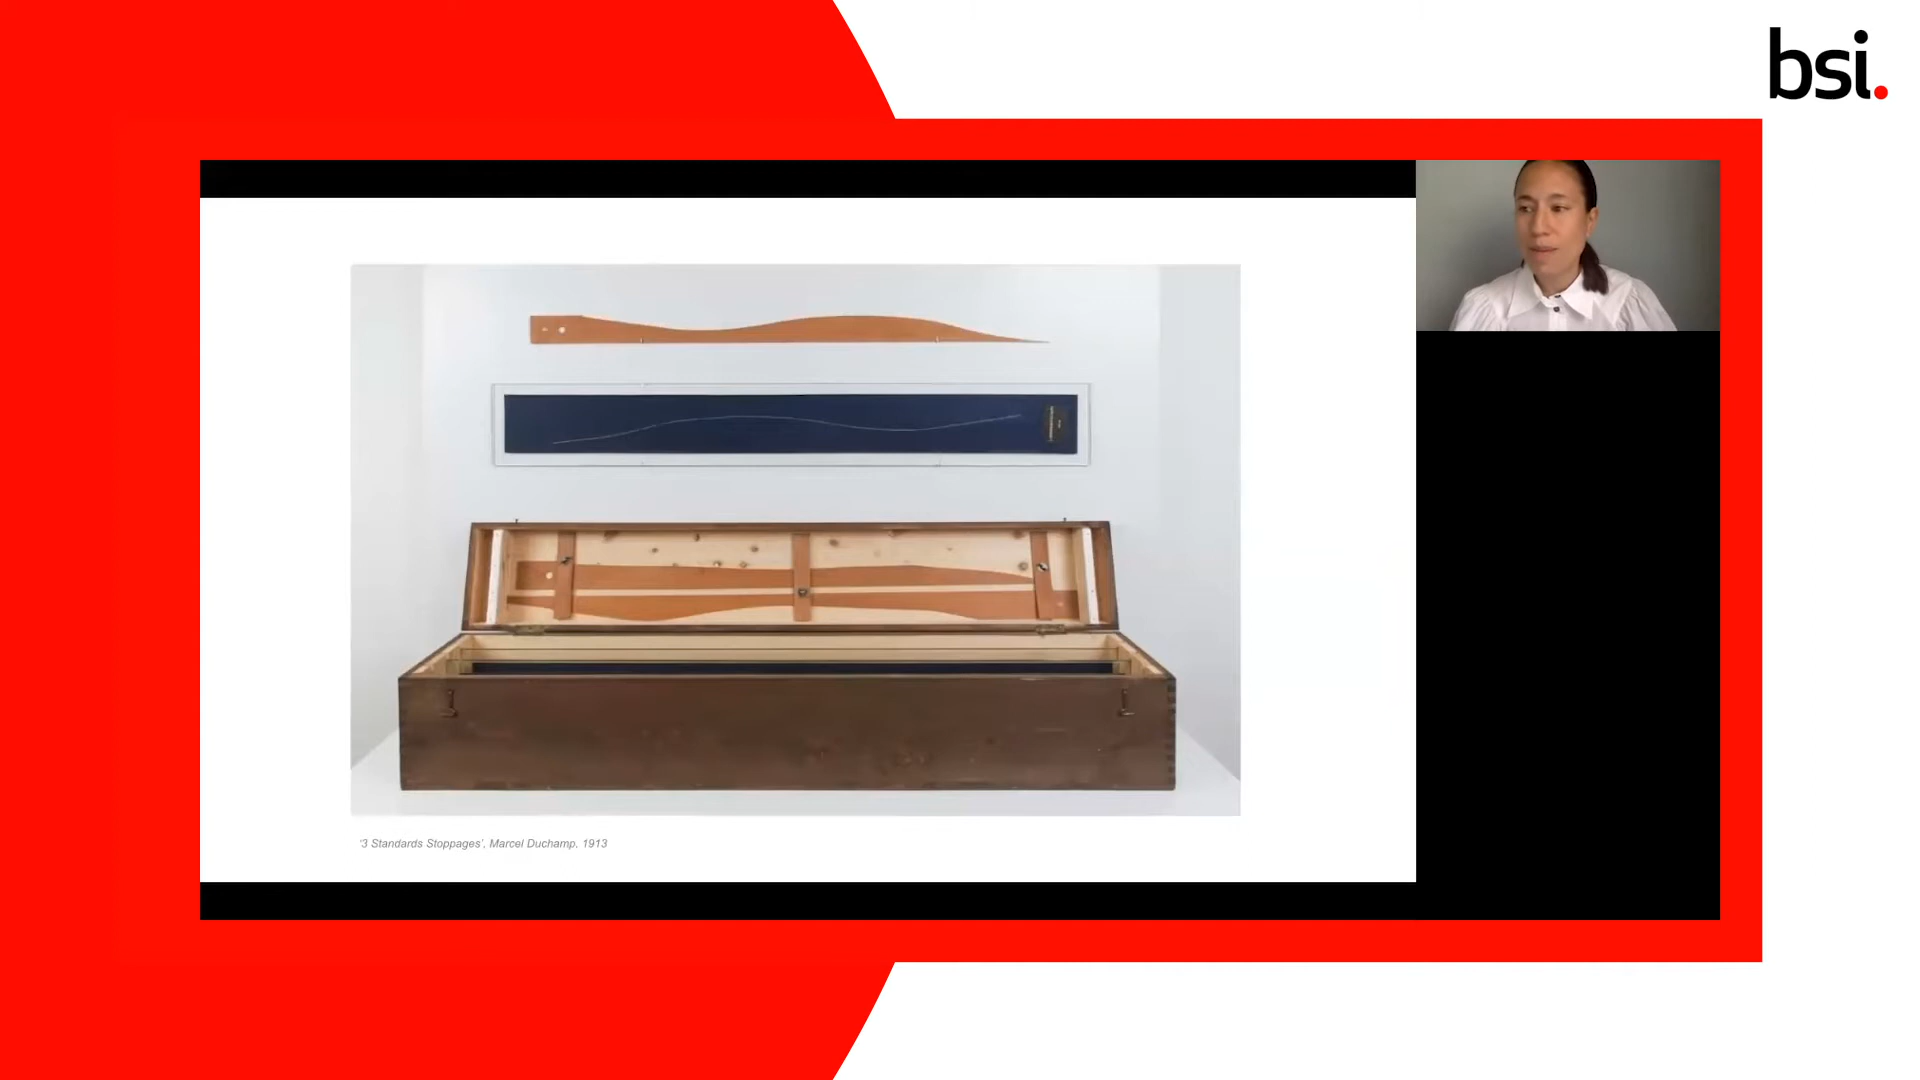 bsi.
‘3 Standards Stoppages’, Marcel Duchamp, 1913